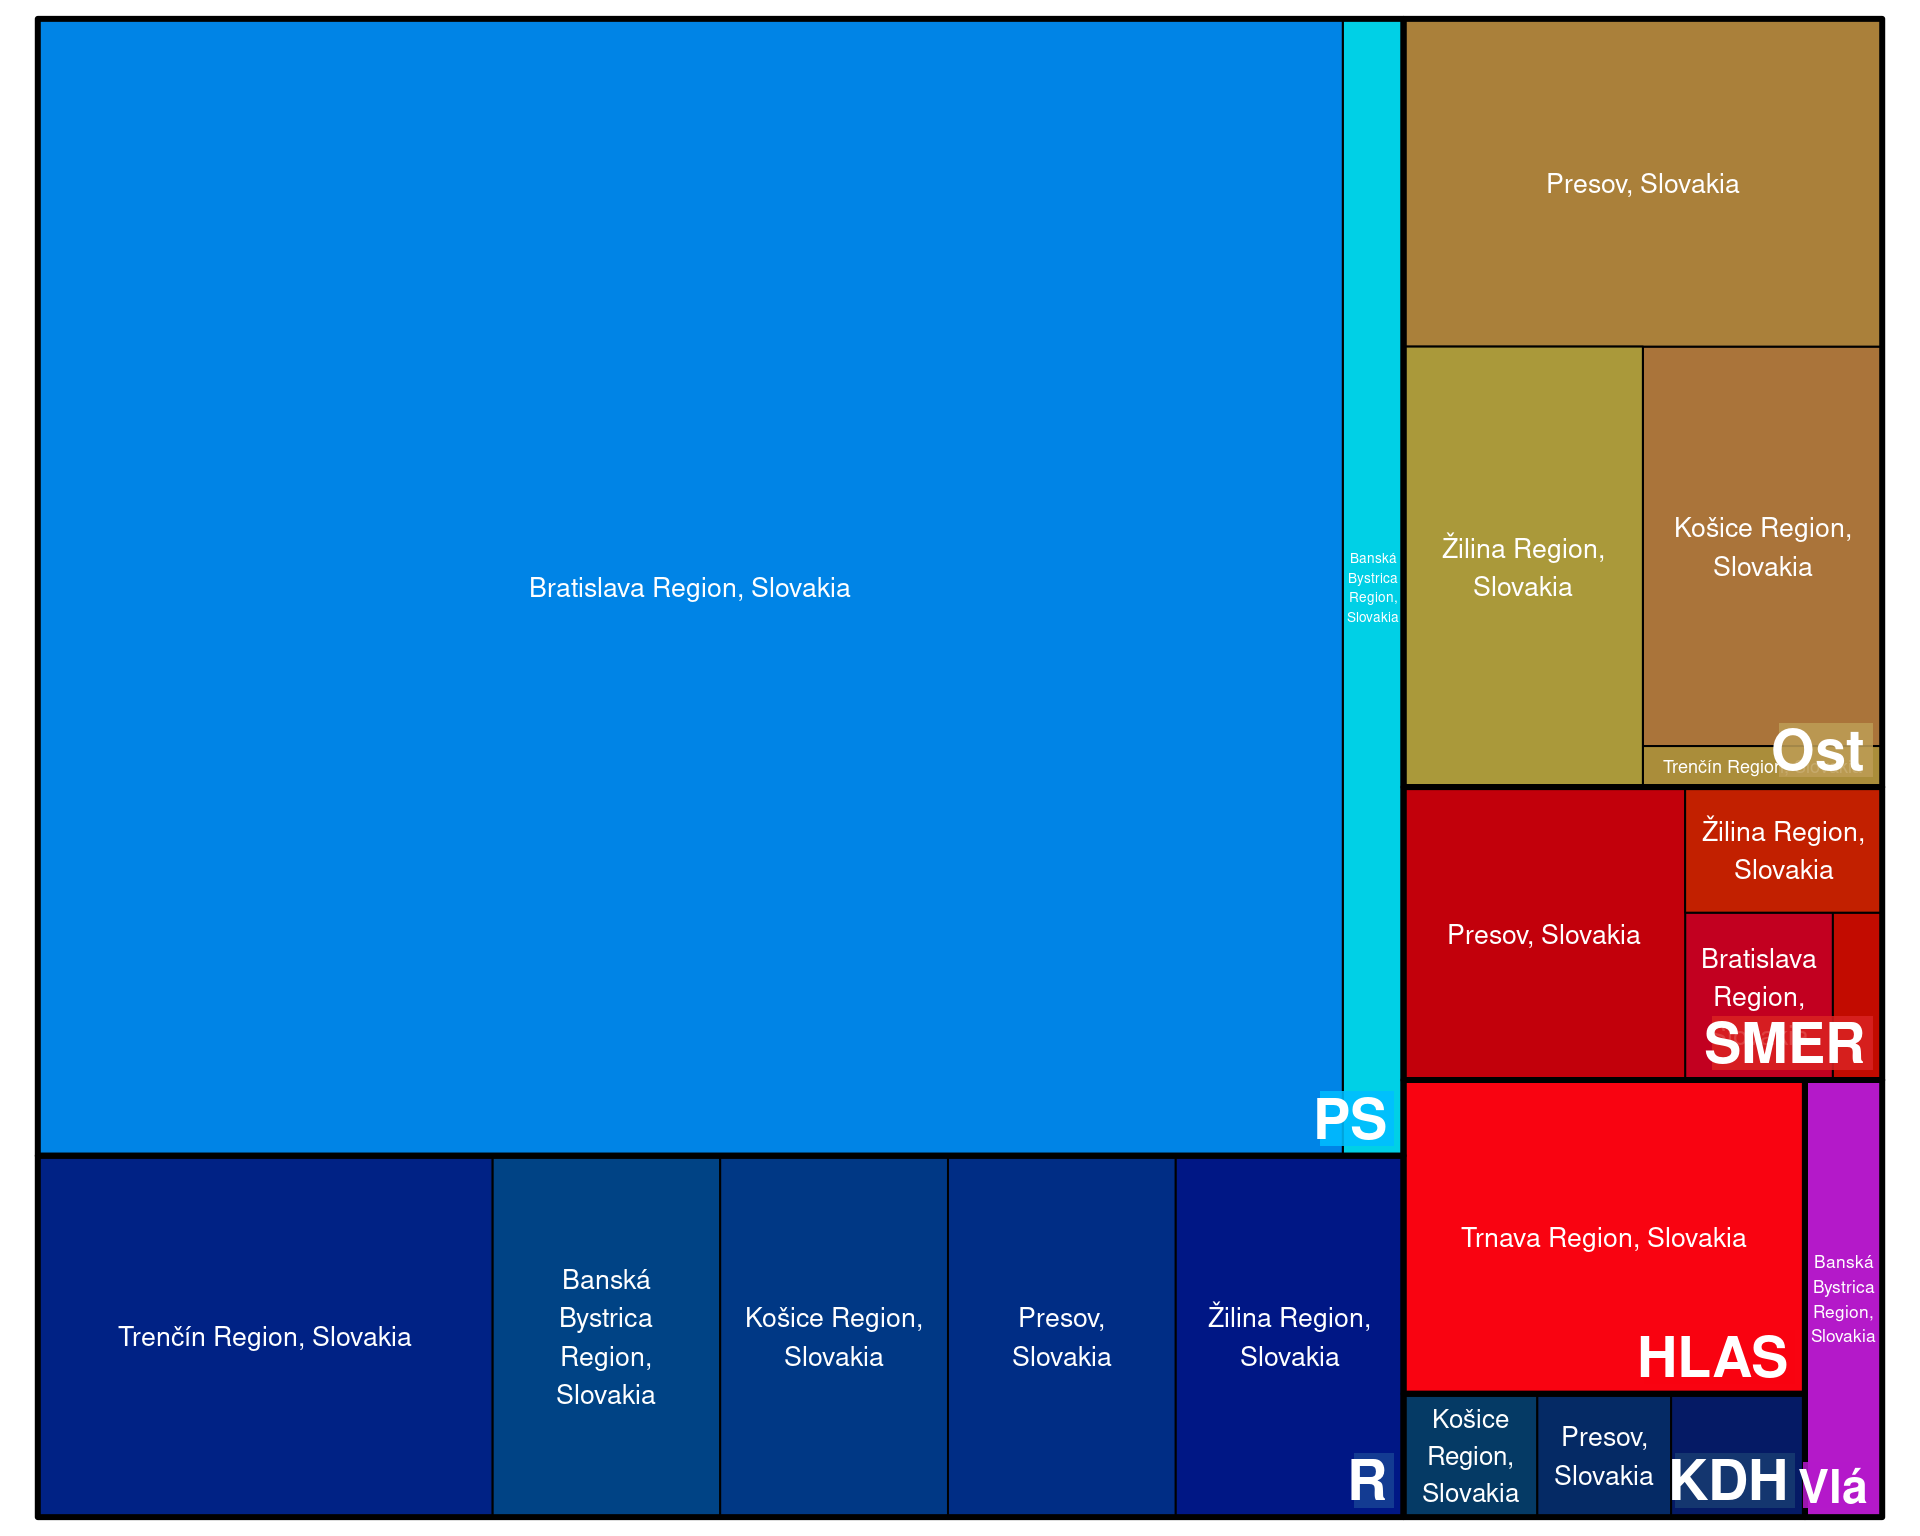 Bratislava Region, Slovakia
Banská
Bystrica
Region,
Slovakia
PS
Trenčín Region, Slovakia
Banská
Bystrica
Region,
Slovakia
Košice Region,
Slovakia
Presov,
Slovakia
Žilina Region,
Slovakia
R
Presov, Slovakia
Žilina Region,
Slovakia
Košice Region,
Slovakia
Trenčín Region, Slovakia
Ost
Presov, Slovakia
Žilina Region,
Slovakia
Bratislava
Region,
SMER
Trnava Region, Slovakia
HLAS
Košice
Region,
Slovakia
Presov,
Slovakia
KDH
Banská
Bystrica
Region,
Slovakia
Vlá